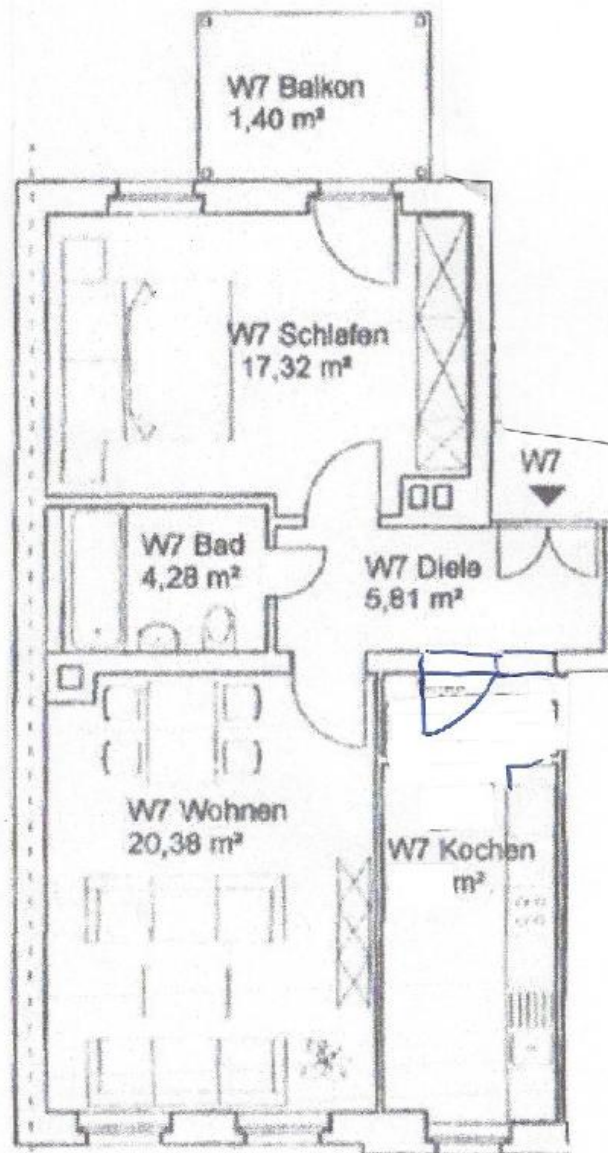 W7 Balkon
1,40 m²
W7 Schlafen
17,32 m²
W7
W7 Bad
4,28 m²
W7 Diele
5,81 m²
W7 Wohnen
20,38 m²
W7 Kochen
m²